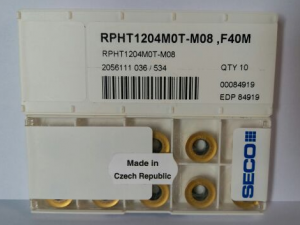 RPHT1204M0T-M08 ,F40M
RPHT1204M0T-M08
2056111 036 / 534
QTY 10
00084919
EDP 84919
SECO
Made in
Czech Republic